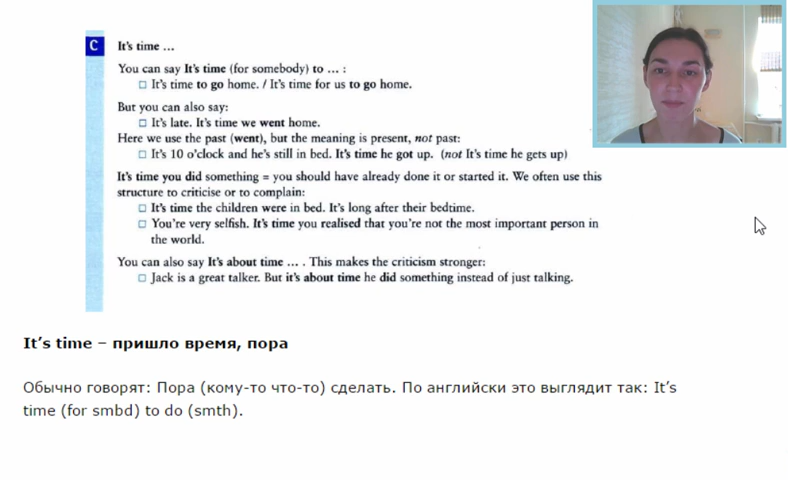 C It's time ...
You can say It's time (for somebody) to ... :
□ It's time to go home. / It's time for us to go home.
But you can also say:
□ It's late. It's time we went home.
Here we use the past (went), but the meaning is present, not past:
□ It's 10 o'clock and he's still in bed. It's time he got up. (not It's time he gets up)
It's time you did something = you should have already done it or started it. We often use this
structure to criticise or to complain:
□ It's time the children were in bed. It's long after their bedtime.
□ You're very selfish. It's time you realised that you're not the most important person in
the world.
You can also say It's about time ... . This makes the criticism stronger:
□ Jack is a great talker. But it's about time he did something instead of just talking.
It's time – пришло время, пора
Обычно говорят: Пора (кому-то что-то) сделать. По английски это выглядит так: It's
time (for smbd) to do (smth).